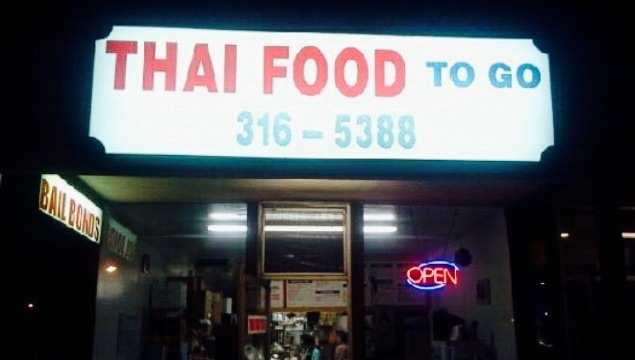 THAI FOOD TO GO
316-5388
BAIL BONDS
OPEN